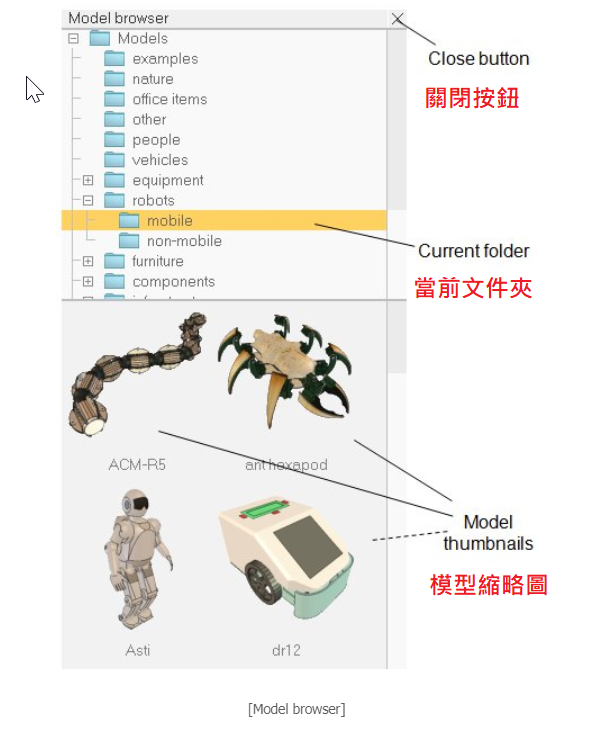 Model browser
Models
examples
nature
office items
other
people
vehicles
equipment
robots
mobile
non-mobile
furniture
components
Close button
關閉按鈕
Current folder
當前文件夾
ACM-R5
ant hexapod
Asti
dr12
Model
thumbnails
模型縮略圖
[Model browser]